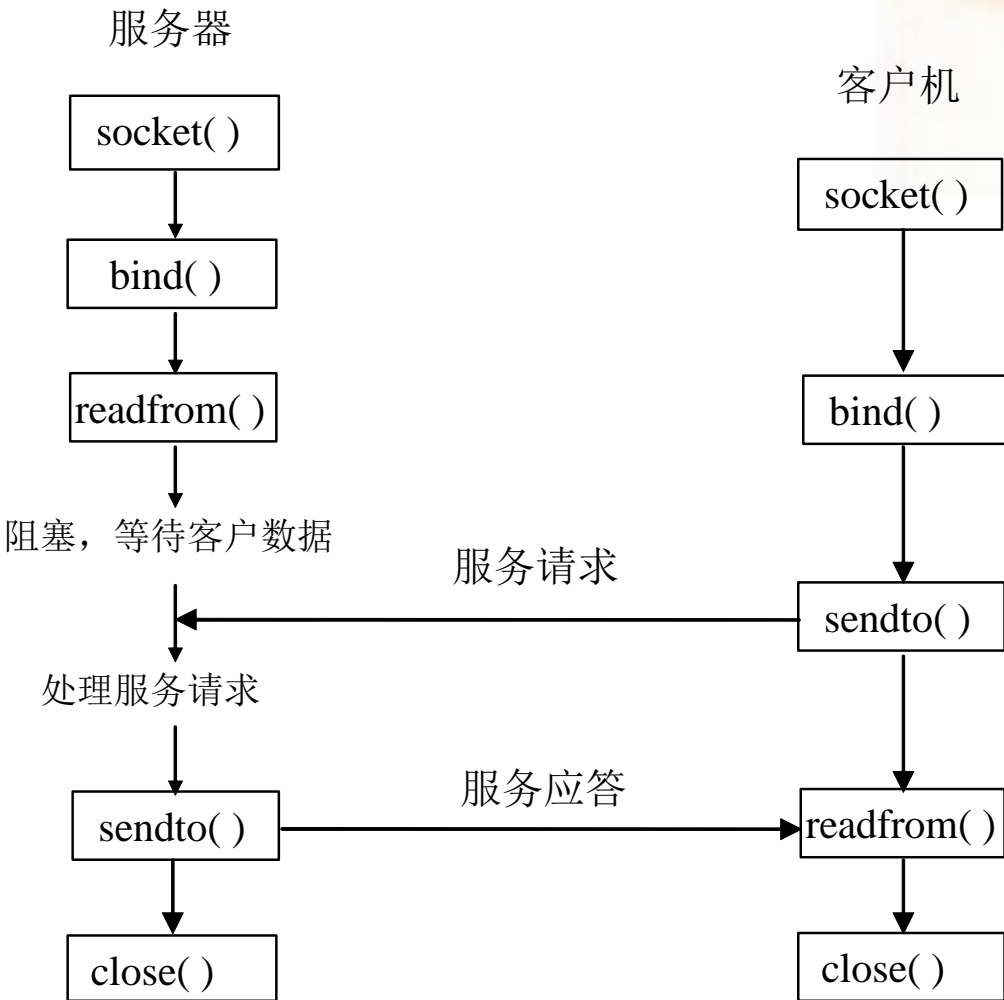 服务器
客户机
socket( )
socket( )
bind( )
readfrom( )
bind( )
阻塞，等待客户数据
服务请求
sendto( )
处理服务请求
服务应答
sendto( )
readfrom( )
close( )
close( )